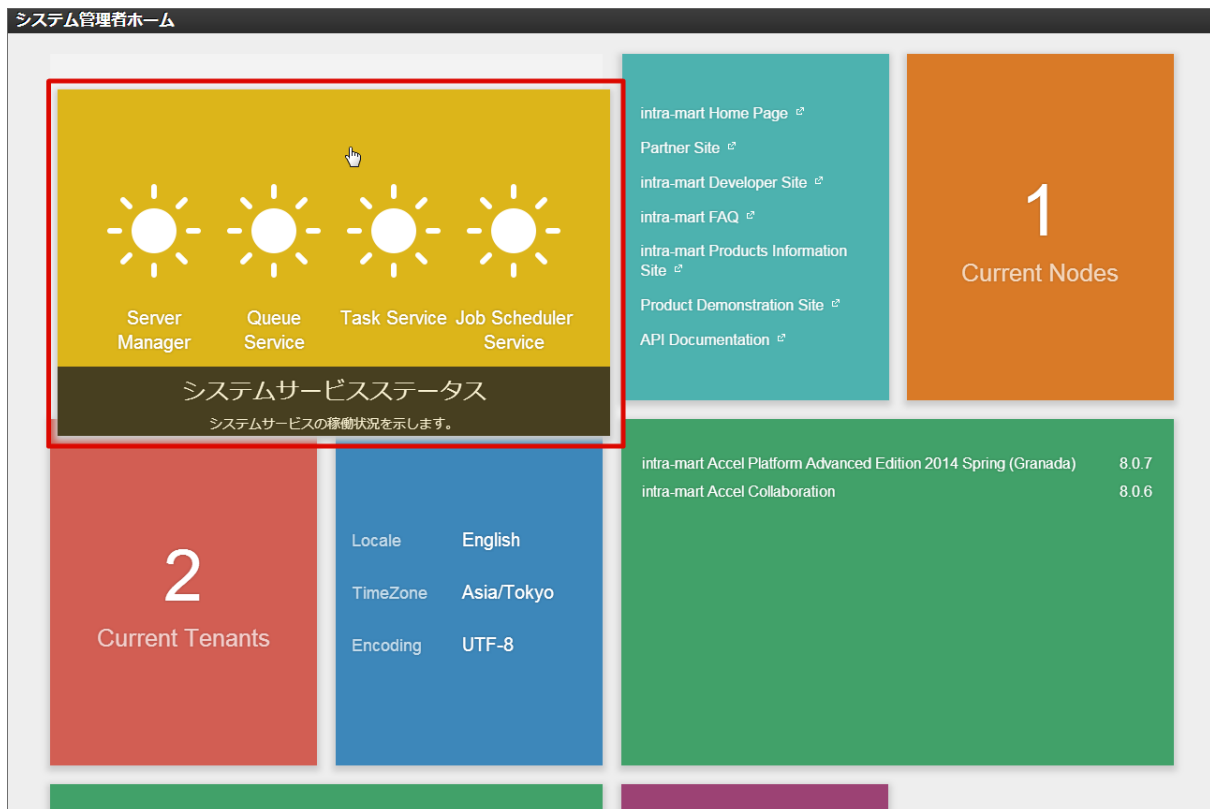 システム管理者ホーム
Server
Manager
Queue
Service
Task Service
Job Scheduler
Service
システムサービスステータス
システムサービスの稼働状況を示します。
intra-mart Home Page
Partner Site
intra-mart Developer Site
intra-mart FAQ
intra-mart Products Information
Site
Product Demonstration Site
API Documentation
1
Current Nodes
2
Current Tenants
Locale English
TimeZone Asia/Tokyo
Encoding UTF-8
intra-mart Accel Platform Advanced Edition 2014 Spring (Granada) 8.0.7
intra-mart Accel Collaboration 8.0.6